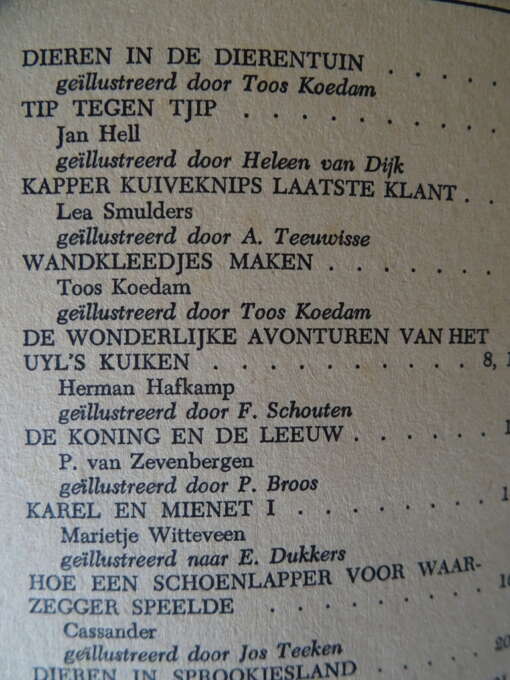 DIEREN IN DE DIERENTUIN . . .
geïllustreerd door Toos Koedam
TIP TEGEN TJIP . . . . . . .
Jan Hell
geïllustreerd door Heleen van Dijk
KAPPER KUIVEKNIPS LAATSTE KLANT . .
Lea Smulders
geïllustreerd door A. Teeuwisse
WANDKLEEDJES MAKEN . . . . .
Toos Koedam
geïllustreerd door Toos Koedam
DE WONDERLIJKE AVONTUREN VAN HET
UYL'S KUIKEN . . . . . . . . . . 8,
Herman Hafkamp
geïllustreerd door F. Schouten
DE KONING EN DE LEEUW . . . . . .
P. van Zevenbergen
geïllustreerd door P. Broos
KAREL EN MIENET I . . . . . . .
Marietje Witteveen
geïllustreerd naar E. Dukkers
HOE EEN SCHOENLAPPER VOOR WAAR-
ZEGGER SPEELDE . . . . . . . .
Cassander
geïllustreerd door Jos Teeken
DIEREN IN SPROOKJESLAND . . . .